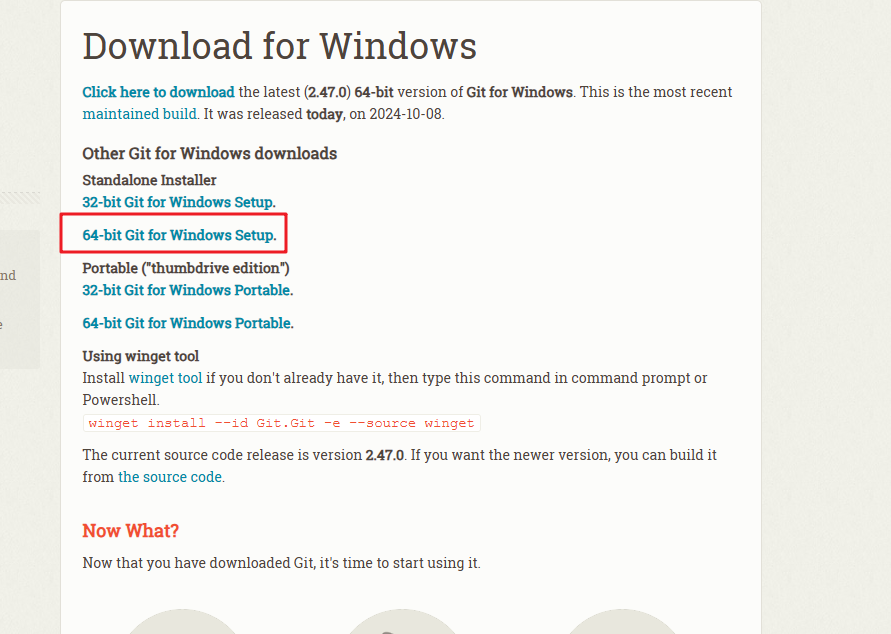 Download for Windows
Click here to download the latest (2.47.0) 64-bit version of Git for Windows. This is the most recent
maintained build. It was released today, on 2024-10-08.
Other Git for Windows downloads
Standalone Installer
32-bit Git for Windows Setup.
64-bit Git for Windows Setup.
nd
Portable ("thumbdrive edition")
32-bit Git for Windows Portable.
e
64-bit Git for Windows Portable.
Using winget tool
Install winget tool if you don't already have it, then type this command in command prompt or
Powershell.
winget install --id Git.Git -e --source winget
The current source code release is version 2.47.0. If you want the newer version, you can build it
from the source code.
Now What?
Now that you have downloaded Git, it's time to start using it.